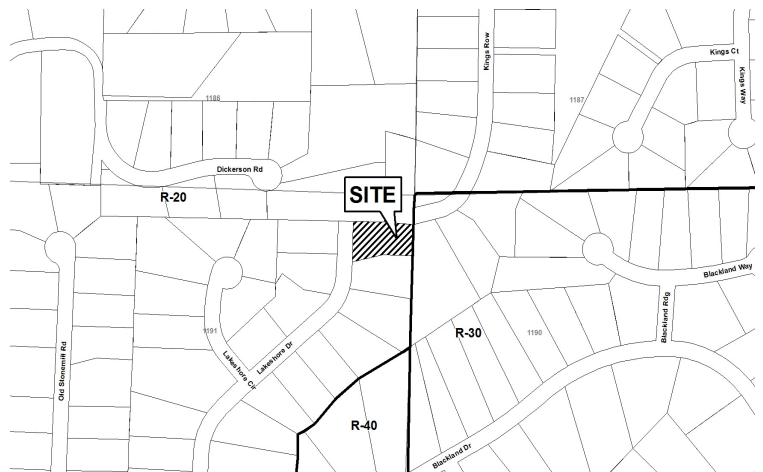 Kings Row
Kings Ct
Kings Way
1186
1187
Dickerson Rd
R-20
SITE
Blackland Way
Blackland Rdg
R-30
1190
1191
Lakeshore Dr
Lakeshore Cir
Old Stonemill Rd
R-40
Blackland Dr